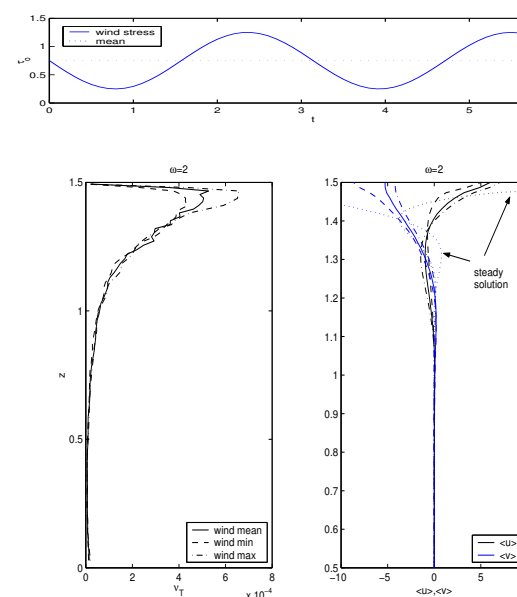 1.5
1
0.5
0
τ0
wind stress
mean
0 1 2 3 4 5
t
ω=2
1.5
1
0.5
0
z
wind mean
wind min
wind max
0 2 4 6 8
νT
x 10^-4
ω=2
1.5
1.4
1.3
1.2
1.1
1
0.9
0.8
0.7
0.6
0.5
steady
solution
<u>
<v>
−10 −5 0 5
<u>,<v>